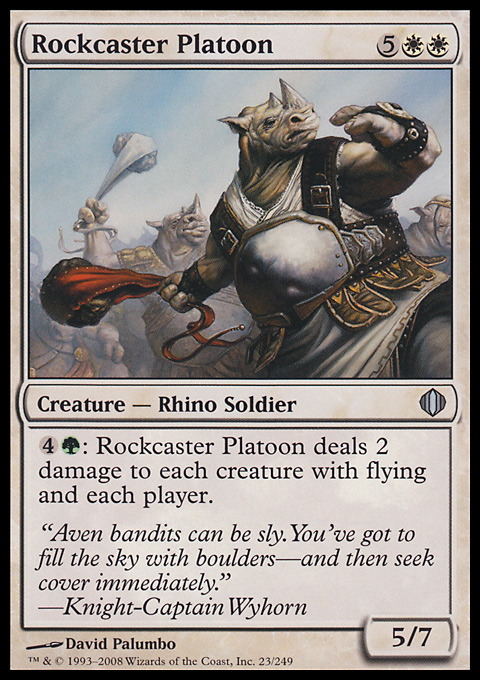 Rockcaster Platoon 5
Creature — Rhino Soldier
4 : Rockcaster Platoon deals 2
damage to each creature with flying
and each player.
“Aven bandits can be sly. You’ve got to
fill the sky with boulders—and then seek
cover immediately.”
—Knight-Captain Wyhorn
David Palumbo
5/7
™ & © 1993–2008 Wizards of the Coast, Inc. 23/249